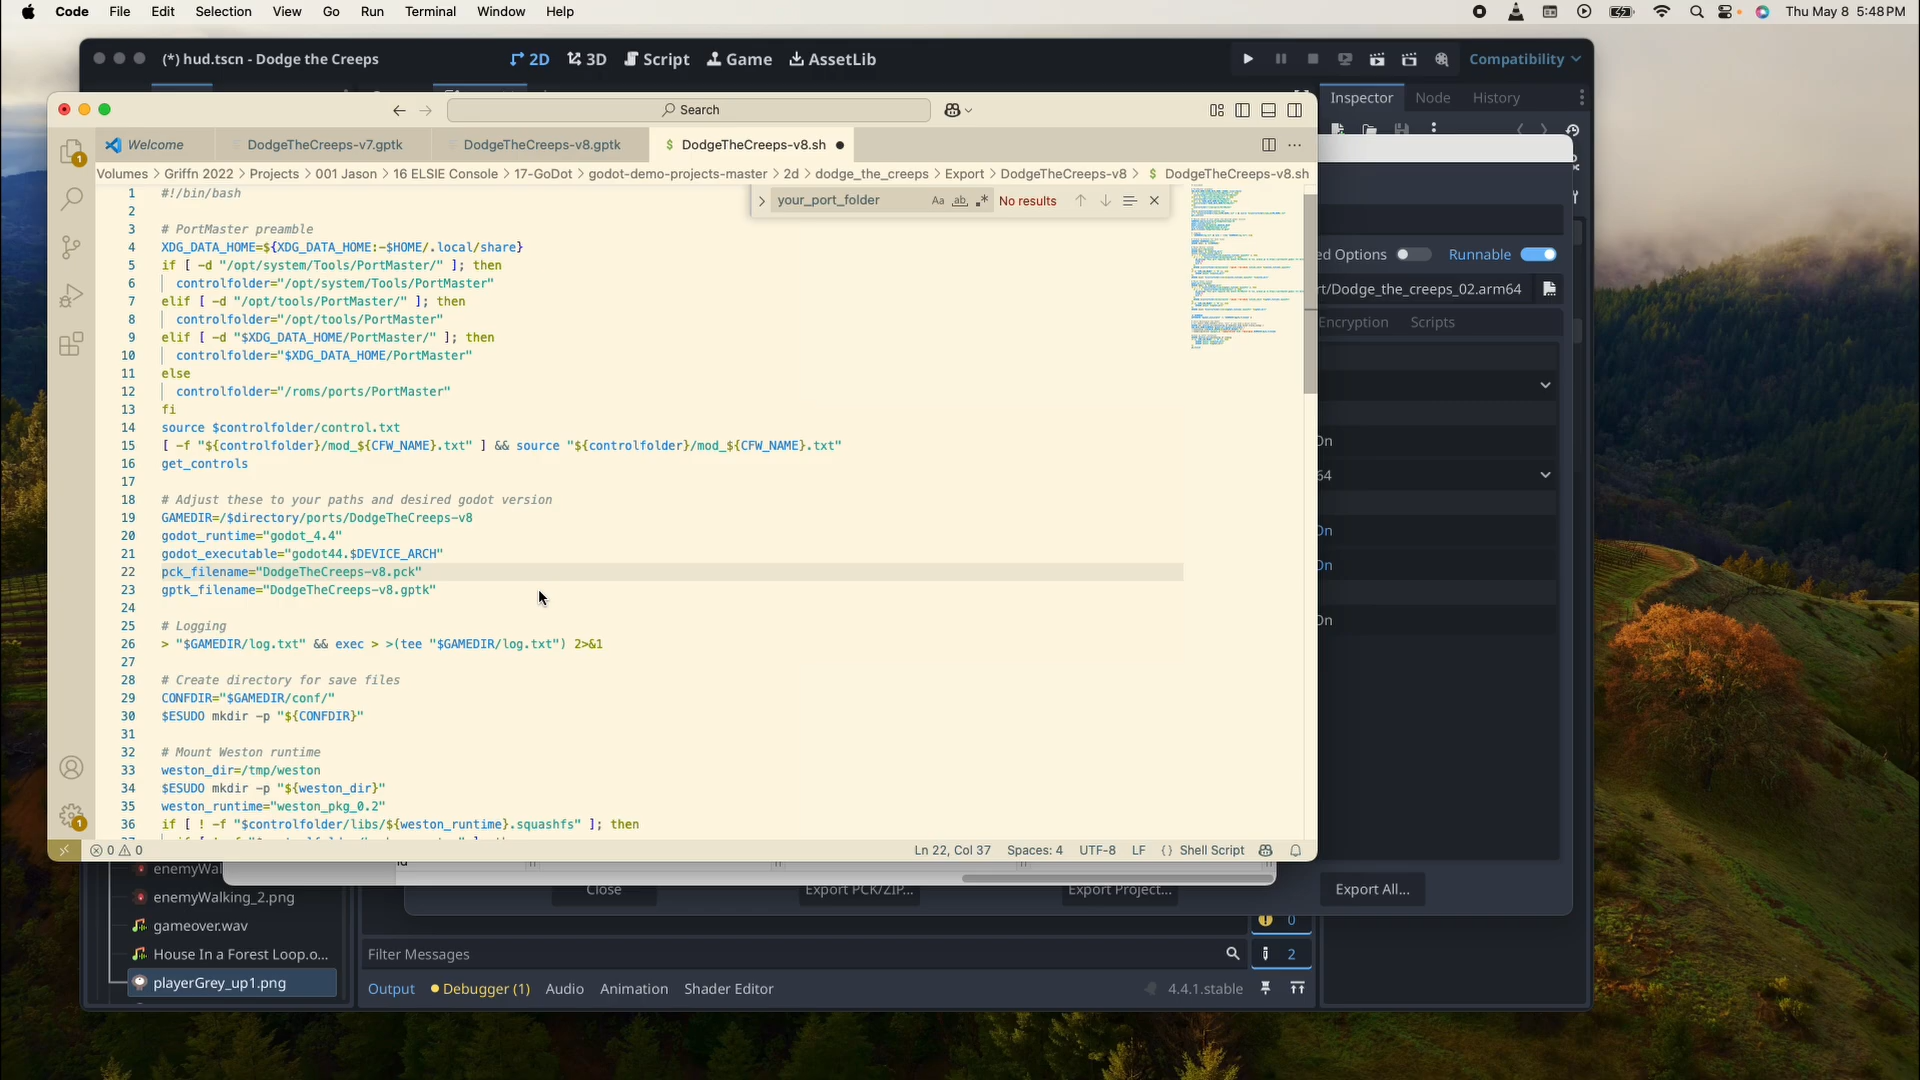 Code File Edit Selection View Go Run Terminal Window Help Thu May 8 5:48 PM
(*) hud.tscn - Dodge the Creeps 2D 3D Script Game AssetLib Compatibility
Inspector Node History
Search
Welcome DodgeTheCreeps-v7.gptk DodgeTheCreeps-v8.gptk $ DodgeTheCreeps-v8.sh
Volumes > Griffn 2022 > Projects > 001 Jason > 16 ELSIE Console > 17-GoDot > godot-demo-projects-master > 2d > dodge_the_creeps > Export > DodgeTheCreeps-v8 > $ DodgeTheCreeps-v8.sh
your_port_folder Aa ab .* No results
1 #!/bin/bash
2
3 # PortMaster preamble
4 XDG_DATA_HOME=${XDG_DATA_HOME:-$HOME/.local/share}
5 if [ -d "/opt/system/Tools/PortMaster/" ]; then
6 controlfolder="/opt/system/Tools/PortMaster"
7 elif [ -d "/opt/tools/PortMaster/" ]; then
8 controlfolder="/opt/tools/PortMaster"
9 elif [ -d "$XDG_DATA_HOME/PortMaster/" ]; then
10 controlfolder="$XDG_DATA_HOME/PortMaster"
11 else
12 controlfolder="/roms/ports/PortMaster"
13 fi
14 source $controlfolder/control.txt
15 [ -f "${controlfolder}/mod_${CFW_NAME}.txt" ] && source "${controlfolder}/mod_${CFW_NAME}.txt"
16 get_controls
17
18 # Adjust these to your paths and desired godot version
19 GAMEDIR=/$directory/ports/DodgeTheCreeps-v8
20 godot_runtime="godot_4.4"
21 godot_executable="godot44.$DEVICE_ARCH"
22 pck_filename="DodgeTheCreeps-v8.pck"
23 gptk_filename="DodgeTheCreeps-v8.gptk"
24
25 # Logging
26 > "$GAMEDIR/log.txt" && exec > >(tee "$GAMEDIR/log.txt") 2>&1
27
28 # Create directory for save files
29 CONFDIR="$GAMEDIR/conf/"
30 $ESUDO mkdir -p "${CONFDIR}"
31
32 # Mount Weston runtime
33 weston_dir=/tmp/weston
34 $ESUDO mkdir -p "${weston_dir}"
35 weston_runtime="weston_pkg_0.2"
36 if [ ! -f "$controlfolder/libs/${weston_runtime}.squashfs" ]; then
1
1
0 0 Ln 22, Col 37 Spaces: 4 UTF-8 LF {} Shell Script
ed Options Runnable
rt/Dodge_the_creeps_02.arm64
Encryption Scripts
On
64
On
On
On
Close Export PCK/ZIP... Export Project... Export All...
enemyWal
enemyWalking_2.png
gameover.wav
House In a Forest Loop.o...
playerGrey_up1.png
0
Filter Messages 2
Output Debugger (1) Audio Animation Shader Editor 4.4.1.stable